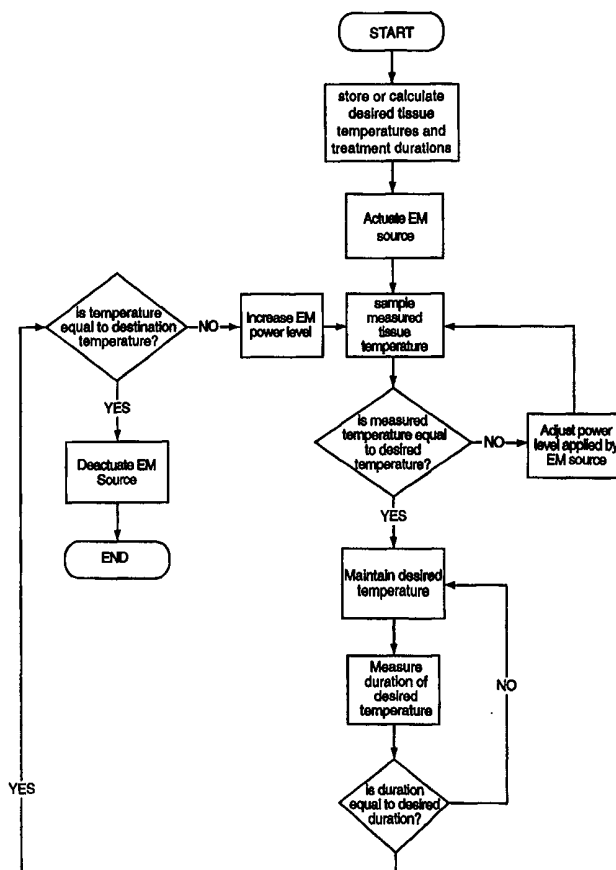 START
store or calculate
desired tissue
temperatures and
treatment durations
Actuate EM
source
sample
measured
tissue
temperature
Is measured
temperature equal
to desired
temperature?
NO
Adjust power
level applied by
EM source
YES
Maintain desired
temperature
Measure
duration of
desired
temperature
NO
Is duration
equal to desired
duration?
YES
Is temperature
equal to destination
temperature?
NO
Increase EM
power level
YES
Deactuate EM
Source
END